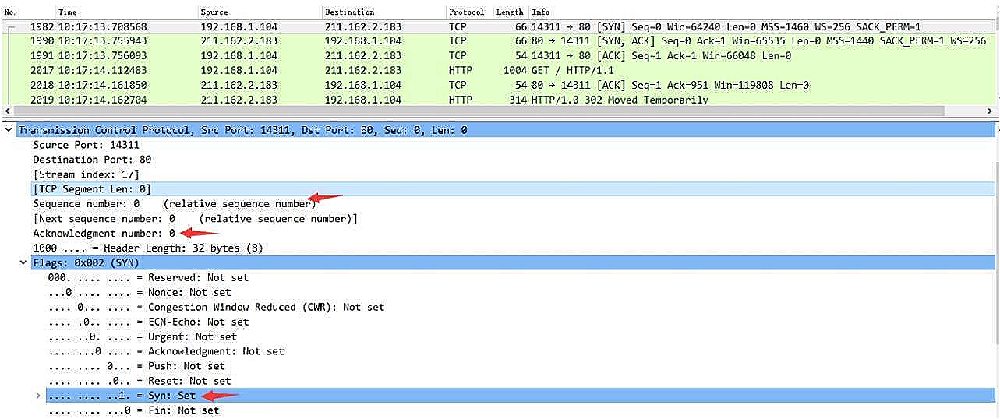 No. Time Source Destination Protocol Length Info
1982 10:17:13.708568 192.168.1.104 211.162.2.183 TCP 66 14311 → 80 [SYN] Seq=0 Win=64240 Len=0 MSS=1460 WS=256 SACK_PERM=1
1990 10:17:13.755943 211.162.2.183 192.168.1.104 TCP 66 80 → 14311 [SYN, ACK] Seq=0 Ack=1 Win=65535 Len=0 MSS=1440 SACK_PERM=1 WS=256
1991 10:17:13.756093 192.168.1.104 211.162.2.183 TCP 54 14311 → 80 [ACK] Seq=1 Ack=1 Win=66048 Len=0
2017 10:17:14.112483 192.168.1.104 211.162.2.183 HTTP 1004 GET / HTTP/1.1
2018 10:17:14.161850 211.162.2.183 192.168.1.104 TCP 54 80 → 14311 [ACK] Seq=1 Ack=951 Win=119808 Len=0
2019 10:17:14.162704 211.162.2.183 192.168.1.104 HTTP 314 HTTP/1.0 302 Moved Temporarily
Transmission Control Protocol, Src Port: 14311, Dst Port: 80, Seq: 0, Len: 0
Source Port: 14311
Destination Port: 80
[Stream index: 17]
[TCP Segment Len: 0]
Sequence number: 0 (relative sequence number)
[Next sequence number: 0 (relative sequence number)]
Acknowledgment number: 0
1000 .... = Header Length: 32 bytes (8)
Flags: 0x002 (SYN)
000. .... .... = Reserved: Not set
...0 .... .... = Nonce: Not set
.... 0... .... = Congestion Window Reduced (CWR): Not set
.... .0.. .... = ECN-Echo: Not set
.... ..0. .... = Urgent: Not set
.... ...0 .... = Acknowledgment: Not set
.... .... 0... = Push: Not set
.... .... .0.. = Reset: Not set
.... .... ..1. = Syn: Set
.... .... ...0 = Fin: Not set